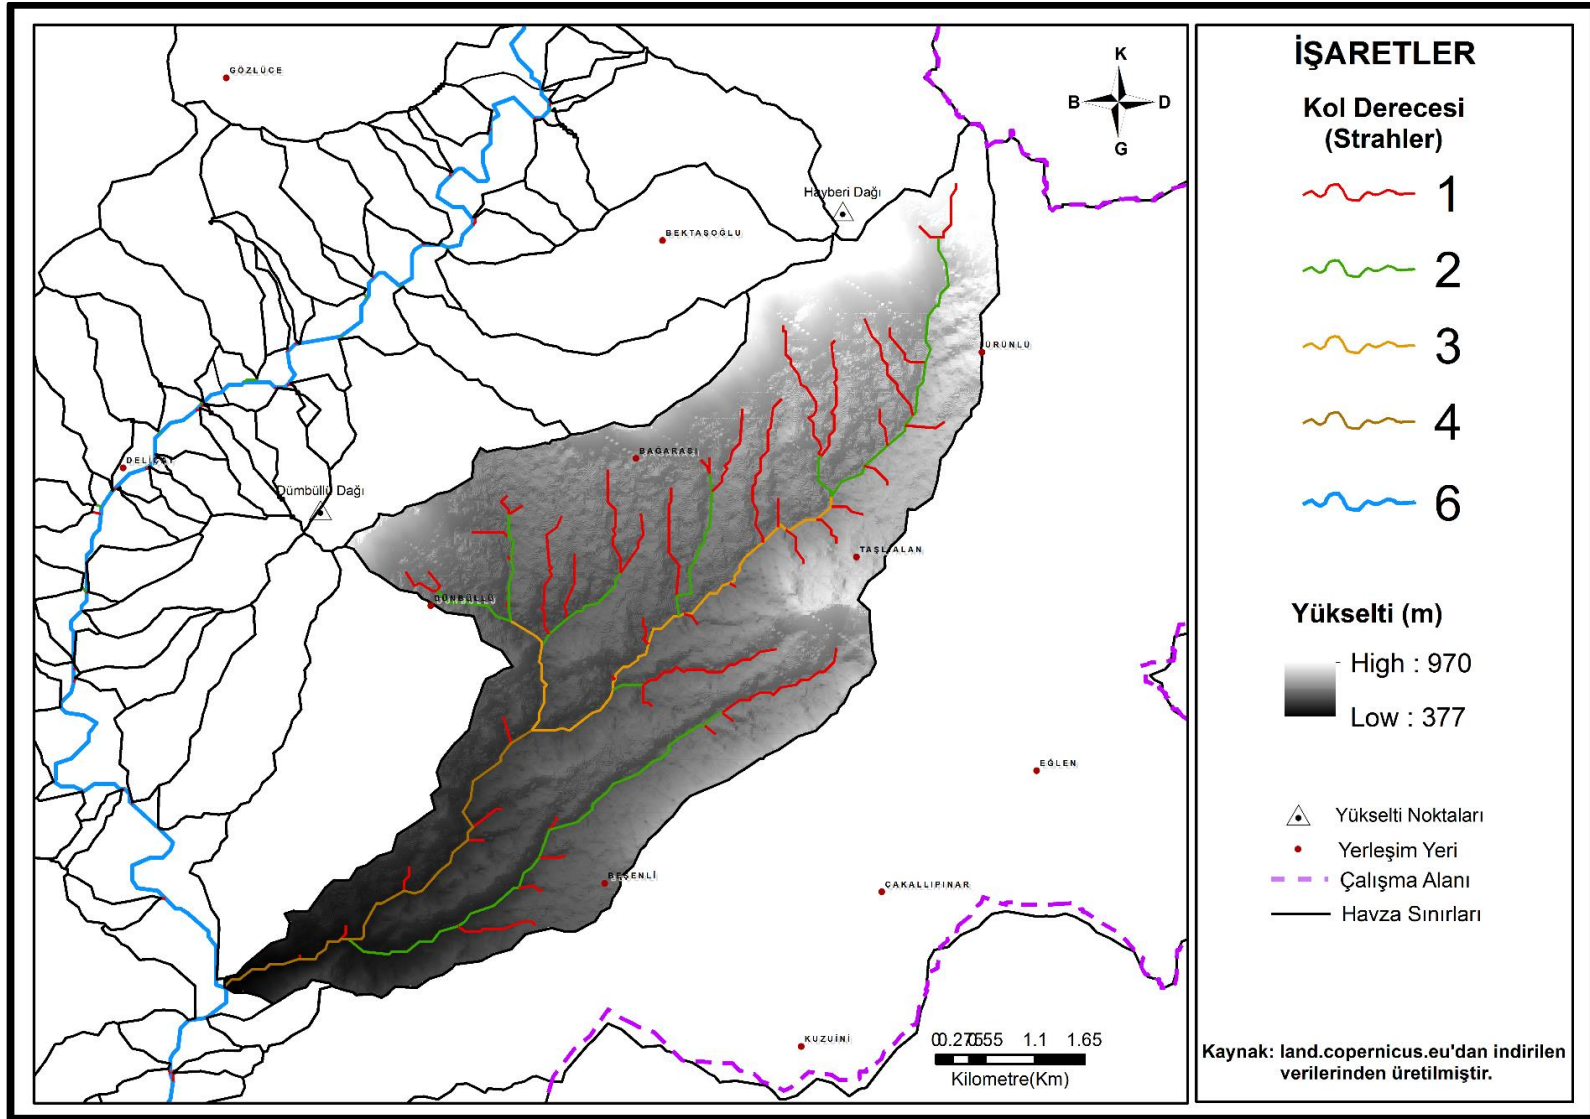 GÖZLÜCE
K
B D
G
Hayberi Dağı
BEKTAŞOĞLU
ÜRÜNLÜ
BAĞARASI
Dümbüllü Dağı
TAŞLIALAN
DÜNBÜLLÜ
EĞLEN
BEŞENLİ
ÇAKALLIPINAR
KUZUİNİ
1.1 1.65
Kilometre(Km)
İŞARETLER
Kol Derecesi
(Strahler)
1
2
3
4
6
Yükselti (m)
High : 970
Low : 377
Yükselti Noktaları
Yerleşim Yeri
Çalışma Alanı
Havza Sınırları
Kaynak: land.copernicus.eu'dan indirilen
verilerinden üretilmiştir.